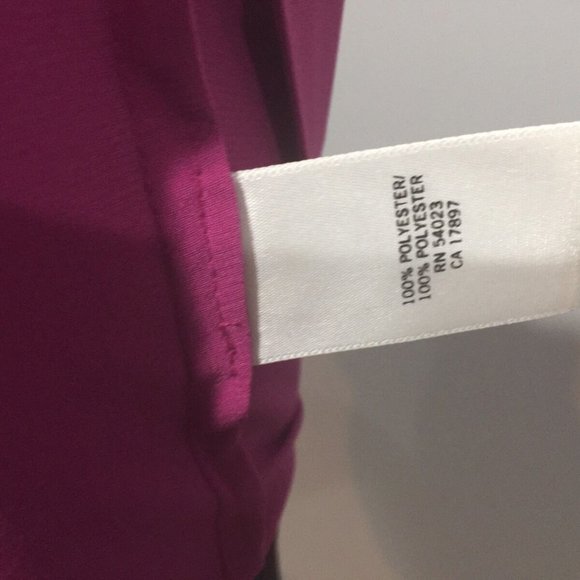 100% POLYESTER/
100% POLYESTER
RN 54023
CA 17897